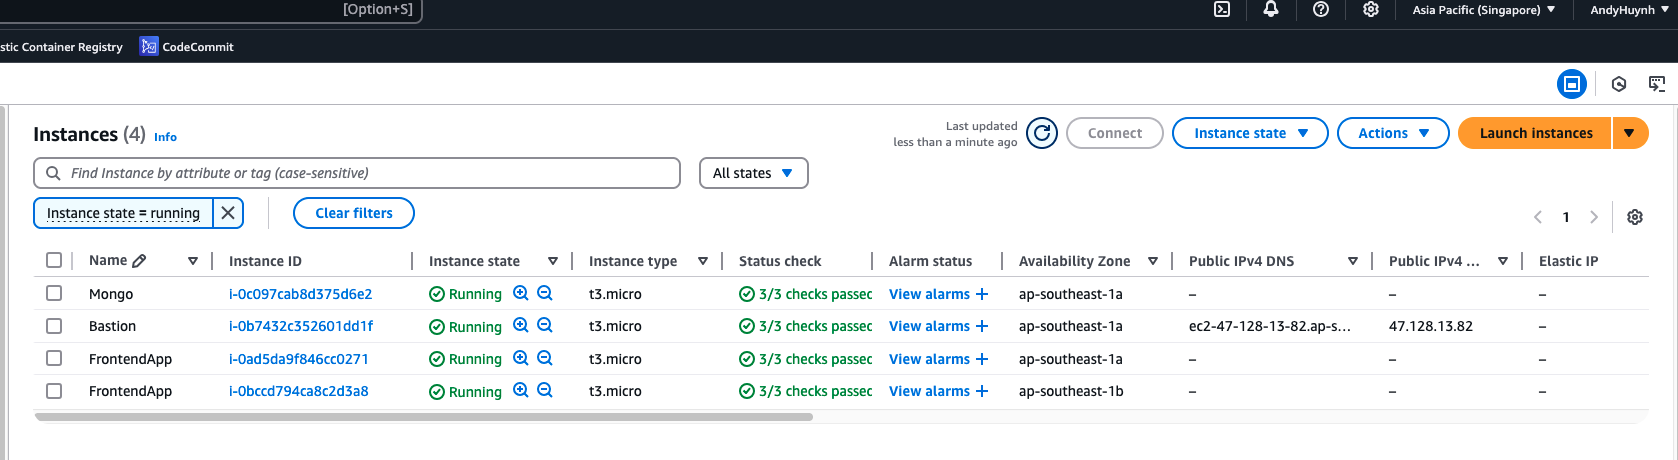 [Option+S]
Asia Pacific (Singapore)
AndyHuynh
stic Container Registry
CodeCommit
Instances (4) Info
Last updated
less than a minute ago
Connect
Instance state
Actions
Launch instances
Find Instance by attribute or tag (case-sensitive)
All states
Instance state = running
Clear filters
1
Name Instance ID Instance state Instance type Status check Alarm status Availability Zone Public IPv4 DNS Public IPv4 ... Elastic IP
Mongo i-0c097cab8d375d6e2 Running t3.micro 3/3 checks passec View alarms + ap-southeast-1a – – –
Bastion i-0b7432c352601dd1f Running t3.micro 3/3 checks passec View alarms + ap-southeast-1a ec2-47-128-13-82.ap-s... 47.128.13.82 –
FrontendApp i-0ad5da9f846cc0271 Running t3.micro 3/3 checks passec View alarms + ap-southeast-1a – – –
FrontendApp i-0bccd794ca8c2d3a8 Running t3.micro 3/3 checks passec View alarms + ap-southeast-1b – – –